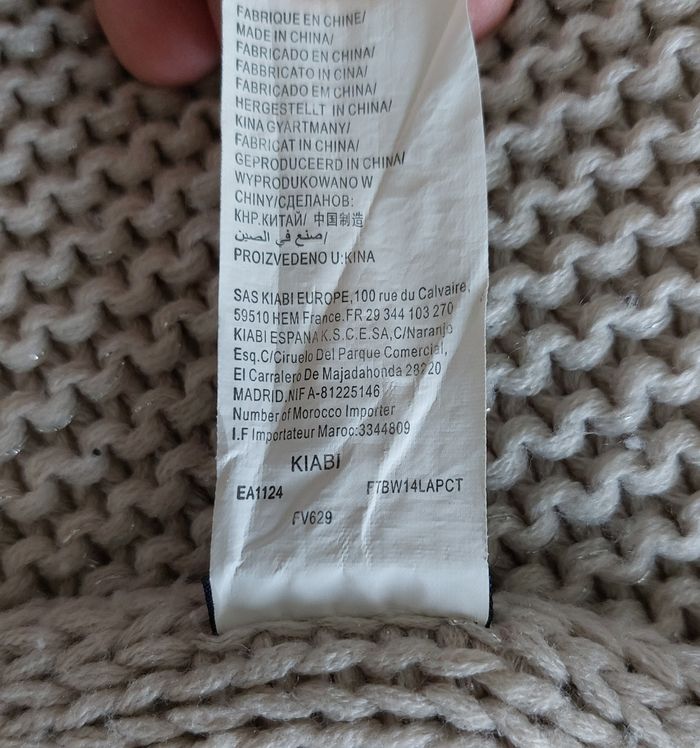 FABRIQUE EN CHINE/
MADE IN CHINA/
FABRICADO EN CHINA/
FABBRICATO IN CINA/
FABRICADO EM CHINA/
HERGESTELLT IN CHINA/
KINA GYARTMANY/
FABRICAT IN CHINA/
GEPRODUCEERD IN CHINA/
WYPRODUKOWANO W
CHINY/СДЕЛАНОВ:
КНР.КИТАЙ/ 中国制造
صنع في الصين/
PROIZVEDENO U:KINA
SAS KIABI EUROPE,100 rue du Calvaire,
59510 HEM France.FR 29 344 103 270
KIABI ESPANA K.S.C.E.SA,C/Naranjo
Esq.C/Ciruelo Del Parque Comercial,
El Carralero De Majadahonda 28220
MADRID,NIF A-81225146
Number of Morocco Importer
I.F Importateur Maroc:3344809
KIABI
EA1124 F7BW14LAPCT
FV629